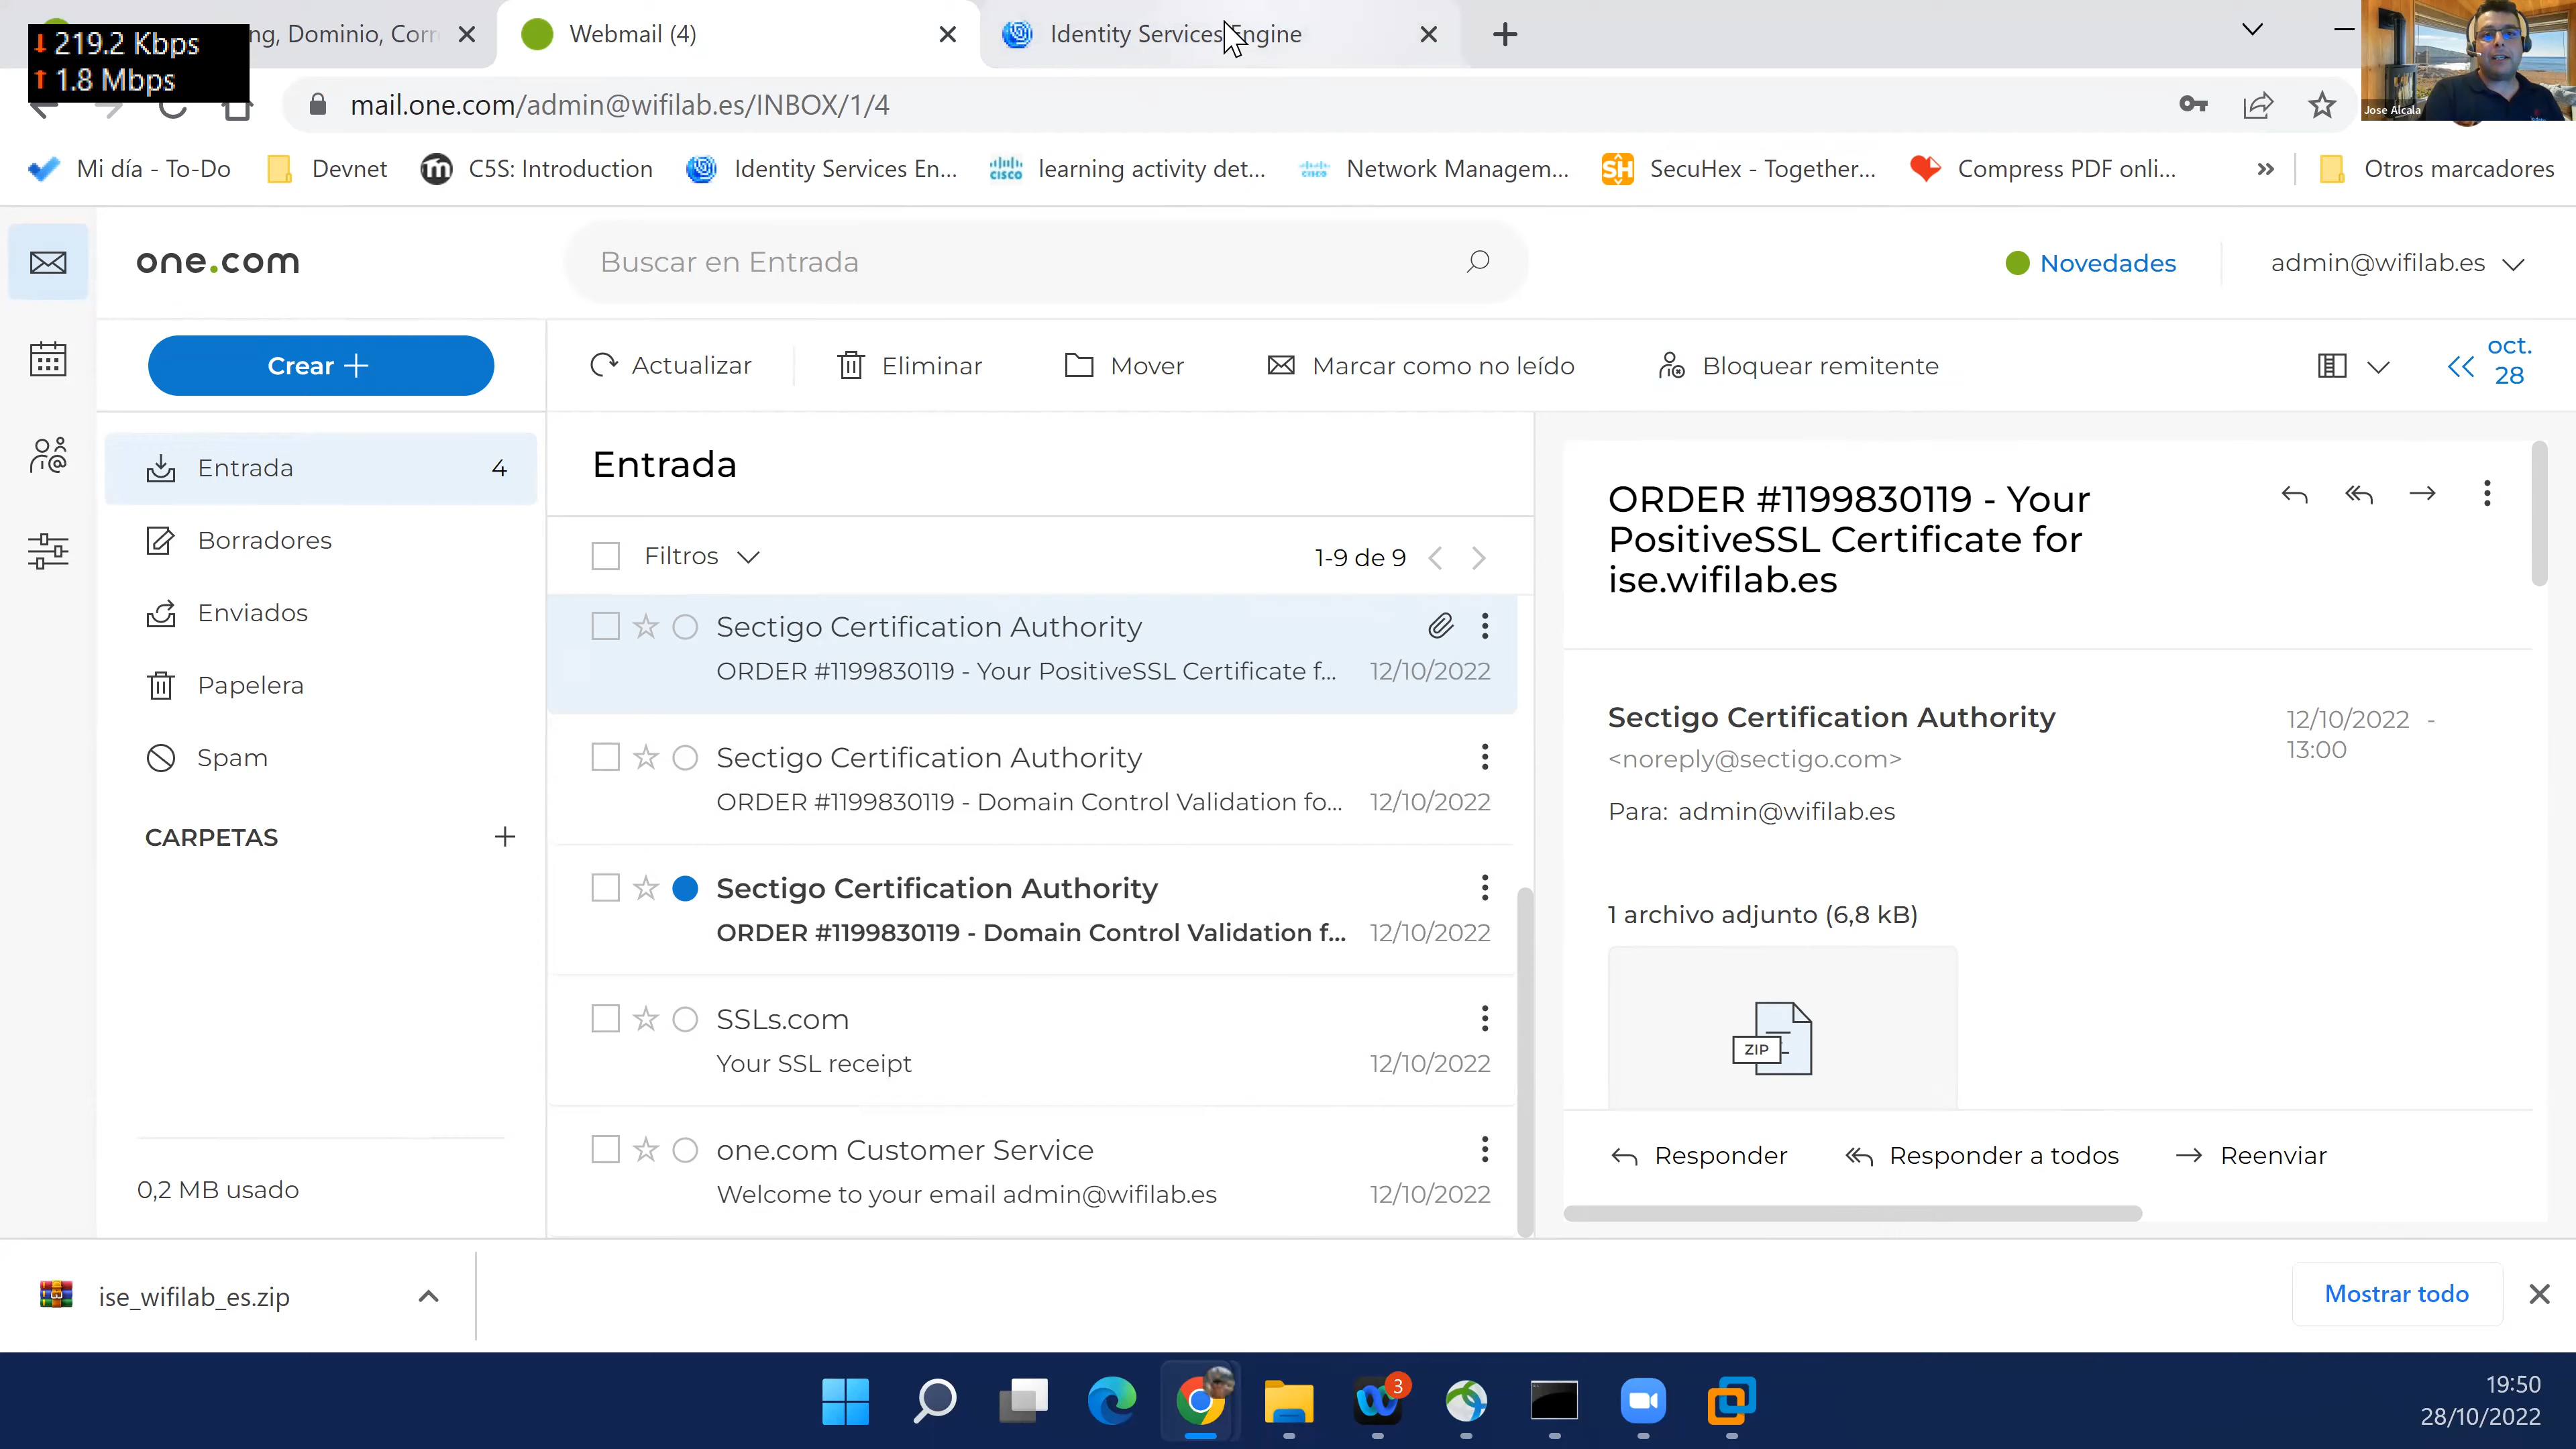 ng, Dominio, Corr
Webmail (4)
Identity Services Engine
219.2 Kbps
1.8 Mbps
Jose Alcala
mail.one.com/admin@wifilab.es/INBOX/1/4
Mi día - To-Do
Devnet
C5S: Introduction
Identity Services En...
CISCO
learning activity det...
CISCO
Network Managem...
SH
SecuHex - Together...
Compress PDF onli...
»
Otros marcadores
one.com
Buscar en Entrada
Novedades
admin@wifilab.es
Crear +
Actualizar
Eliminar
Mover
Marcar como no leído
Bloquear remitente
oct.
28
Entrada
4
Borradores
Enviados
Papelera
Spam
CARPETAS
0,2 MB usado
Entrada
Filtros
1-9 de 9
Sectigo Certification Authority
ORDER #1199830119 - Your PositiveSSL Certificate f...
12/10/2022
Sectigo Certification Authority
ORDER #1199830119 - Domain Control Validation fo...
12/10/2022
Sectigo Certification Authority
ORDER #1199830119 - Domain Control Validation f...
12/10/2022
SSLs.com
Your SSL receipt
12/10/2022
one.com Customer Service
Welcome to your email admin@wifilab.es
12/10/2022
ORDER #1199830119 - Your
PositiveSSL Certificate for
ise.wifilab.es
Sectigo Certification Authority
<noreply@sectigo.com>
12/10/2022 -
13:00
Para: admin@wifilab.es
1 archivo adjunto (6,8 kB)
ZIP
Responder
Responder a todos
Reenviar
ise_wifilab_es.zip
Mostrar todo
3
19:50
28/10/2022